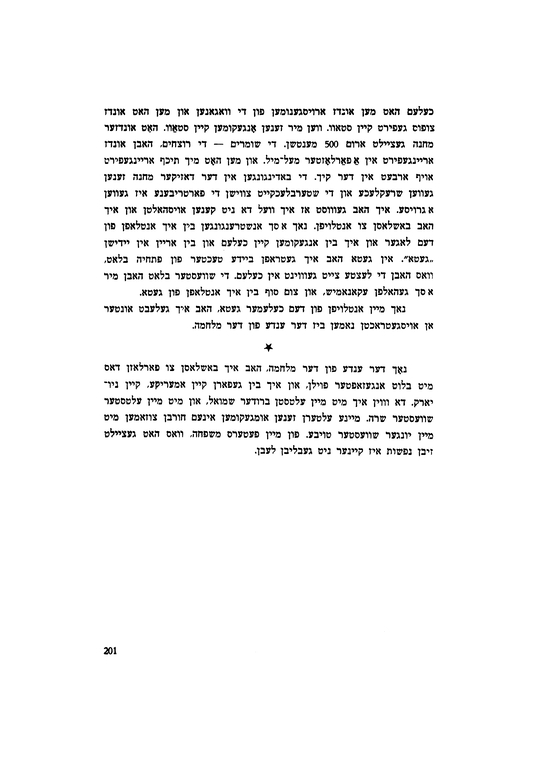 כעלעם האט מען אונדז ארויסגענומען פון די וואגאנען און מען האט אונדז
צופוס געפירט קיין סטאוו. ווען מיר זענען אָנגעקומען קיין סטאָוו. האָט אונדזער
מחנה געציילט ארום 500 מענטשן. די שומרים — די רוצחים, האבן אונדז
אריינגעפירט אין אַ פאַרלאָזטער מעל־מיל. און מען האָט מיך תיכף אריינגעפירט
אויף ארבעט אין דער קיך. די באדינגונגען אין דער דאזיקער מחנה זענען
געווען שרעקלעכע און די שטערבלעכקייט צווישן די פארטריבענע איז געווען
א גרויסע. איך האב געוווסט אז איך וועל דא ניט קענען אויסהאלטן און איך
האב באשלאסן צו אנטלויפן. נאך א סך אנשטרענגונגען בין איך אנטלאפן פון
דעם לאגער און איך בין אנגעקומען קיין כעלעם און בין אריין אין יידישן
„געטא". אין געטא האב איך געטראפן ביידע טעכטער פון פתחיה בלאט,
וואס האבן די לעצטע צייט געוווינט אין כעלעם. די שוועסטער בלאט האבן מיר
א סך געהאלפן עקאנאמיש, און צום סוף בין איך אנטלאפן פון געטא.
נאך מיין אנטלויפן פון דעם כעלעמער געטא, האב איך געלעבט אונטער
אן אויסגעטראכטן נאמען ביז דער ענדע פון דער מלחמה.
★
נאָך דער ענדע פון דער מלחמה, האב איך באשלאסן צו פארלאזן דאס
מיט בלוט אנגעזאפטער פוילן, און איך בין געפארן קיין אמעריקע, קיין ניו־
יארק. דא וווין איך מיט מיין עלטסטן ברודער שמואל, און מיט מיין עלטסטער
שוועסטער שרה. מיינע עלטערן זענען אומגעקומען אינעם חורבן צוזאמען מיט
מיין יונגער שוועסטער טויבע. פון מיין פעטערס משפחה, וואס האט געציילט
זיבן נפשות איז קיינער ניט געבליבן לעבן.
201